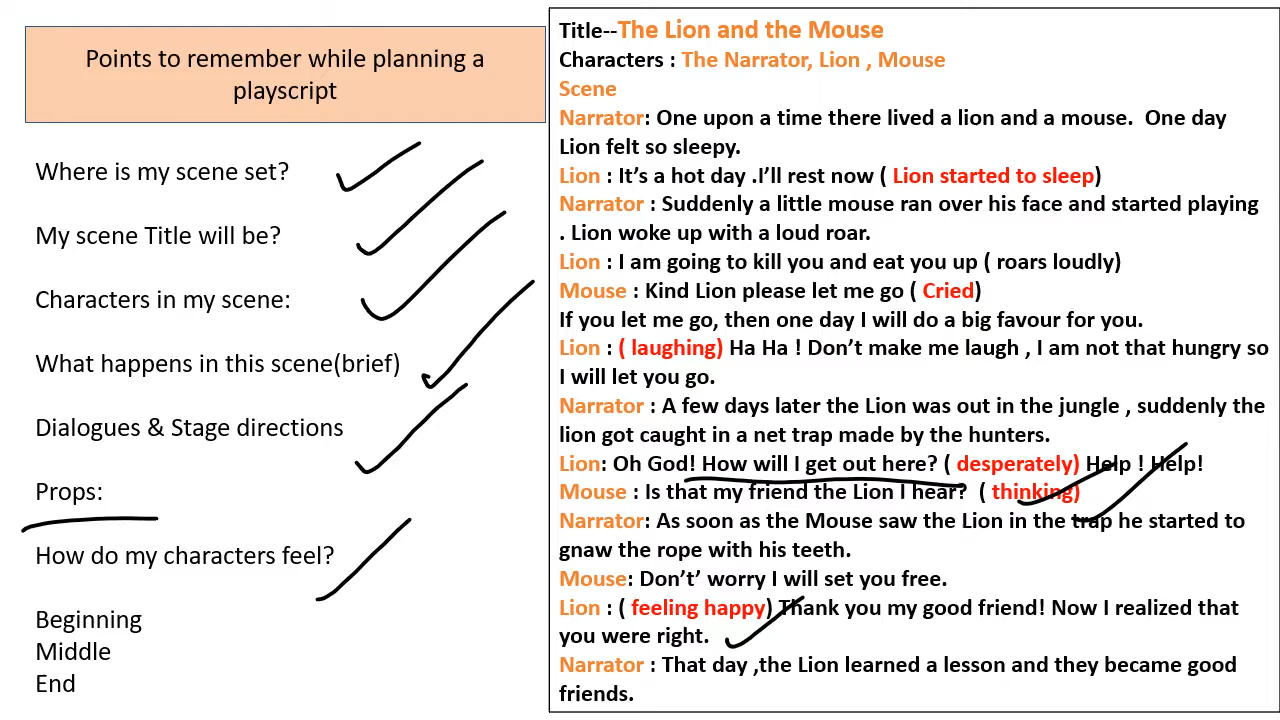 Points to remember while planning a
playscript
Where is my scene set?
My scene Title will be?
Characters in my scene:
What happens in this scene(brief)
Dialogues & Stage directions
Props:
How do my characters feel?
Beginning
Middle
End
Title--The Lion and the Mouse
Characters : The Narrator, Lion , Mouse
Scene
Narrator: One upon a time there lived a lion and a mouse.  One day
Lion felt so sleepy.
Lion : It’s a hot day .I’ll rest now ( Lion started to sleep)
Narrator : Suddenly a little mouse ran over his face and started playing
. Lion woke up with a loud roar.
Lion : I am going to kill you and eat you up ( roars loudly)
Mouse : Kind Lion please let me go ( Cried)
If you let me go, then one day I will do a big favour for you.
Lion : ( laughing) Ha Ha ! Don’t make me laugh , I am not that hungry so
I will let you go.
Narrator : A few days later the Lion was out in the jungle , suddenly the
lion got caught in a net trap made by the hunters.
Lion: Oh God! How will I get out here? ( desperately) Help ! Help!
Mouse : Is that my friend the Lion I hear?  ( thinking)
Narrator: As soon as the Mouse saw the Lion in the trap he started to
gnaw the rope with his teeth.
Mouse: Don’t’ worry I will set you free.
Lion : ( feeling happy) Thank you my good friend! Now I realized that
you were right.
Narrator : That day ,the Lion learned a lesson and they became good
friends.